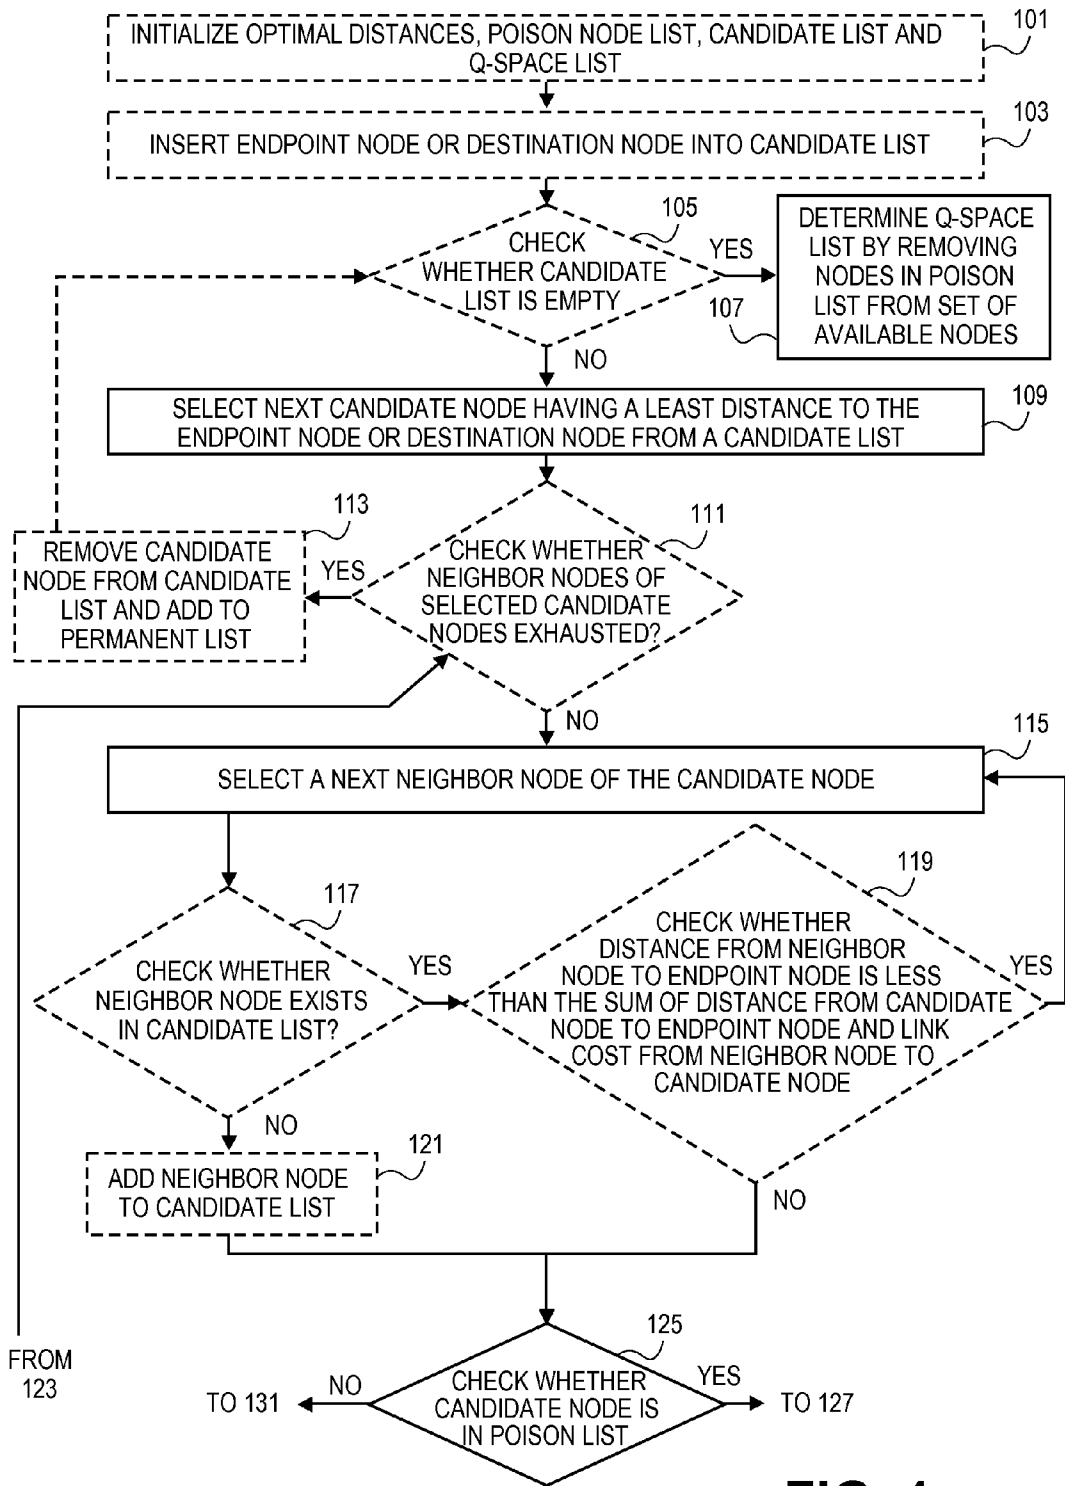 INITIALIZE OPTIMAL DISTANCES, POISON NODE LIST, CANDIDATE LIST AND
Q-SPACE LIST
101
INSERT ENDPOINT NODE OR DESTINATION NODE INTO CANDIDATE LIST
103
CHECK
WHETHER CANDIDATE
LIST IS EMPTY
105
YES
NO
DETERMINE Q-SPACE
LIST BY REMOVING
NODES IN POISON
LIST FROM SET OF
AVAILABLE NODES
107
SELECT NEXT CANDIDATE NODE HAVING A LEAST DISTANCE TO THE
ENDPOINT NODE OR DESTINATION NODE FROM A CANDIDATE LIST
109
CHECK WHETHER
NEIGHBOR NODES OF
SELECTED CANDIDATE
NODES EXHAUSTED?
111
YES
NO
REMOVE CANDIDATE
NODE FROM CANDIDATE
LIST AND ADD TO
PERMANENT LIST
113
SELECT A NEXT NEIGHBOR NODE OF THE CANDIDATE NODE
115
CHECK WHETHER
NEIGHBOR NODE EXISTS
IN CANDIDATE LIST?
117
YES
NO
CHECK WHETHER
DISTANCE FROM NEIGHBOR
NODE TO ENDPOINT NODE IS LESS
THAN THE SUM OF DISTANCE FROM CANDIDATE
NODE TO ENDPOINT NODE AND LINK
COST FROM NEIGHBOR NODE TO
CANDIDATE NODE
119
YES
NO
ADD NEIGHBOR NODE
TO CANDIDATE LIST
121
FROM
123
CHECK WHETHER
CANDIDATE NODE IS
IN POISON LIST
125
NO
TO 131
YES
TO 127